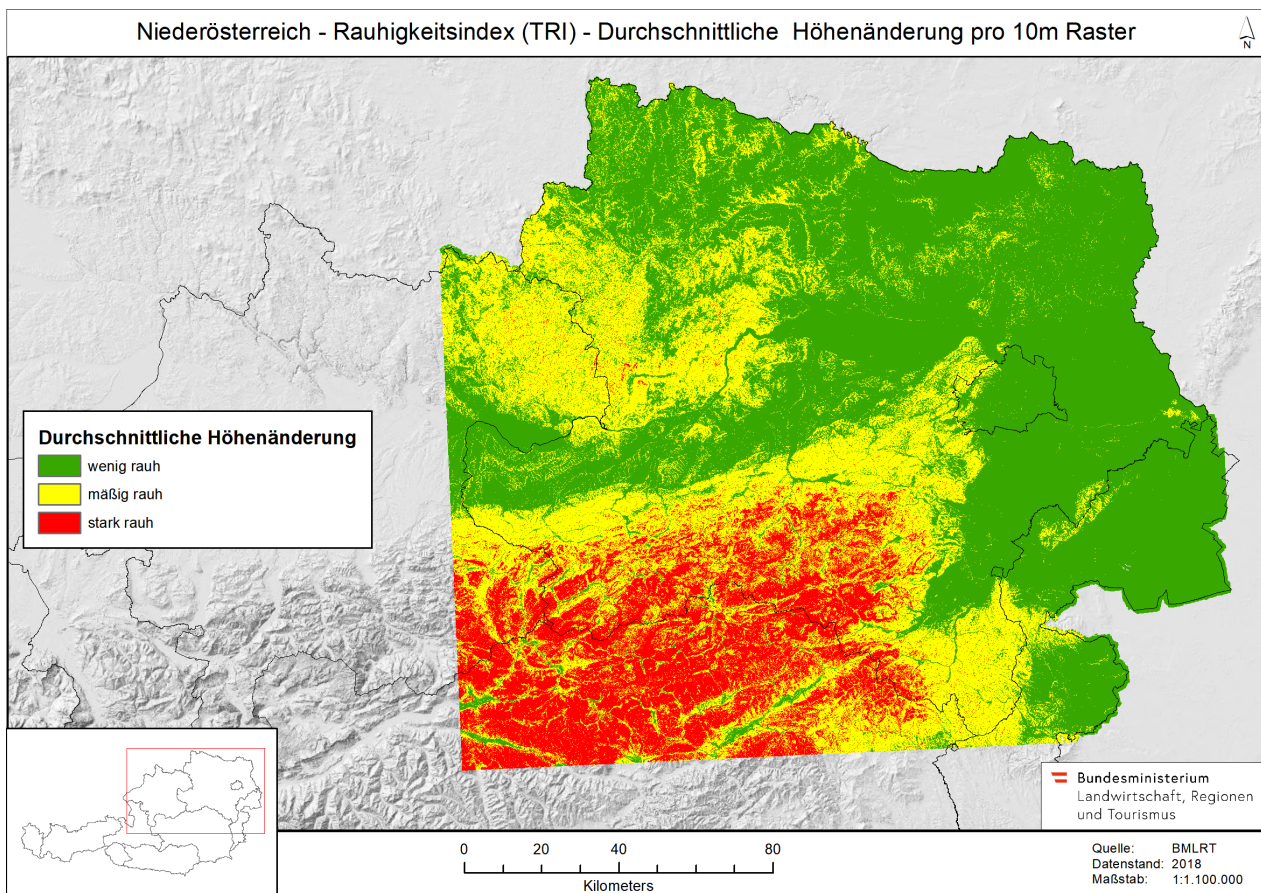 Niederösterreich - Rauhigkeitsindex (TRI) - Durchschnittliche Höhenänderung pro 10m Raster
N
Durchschnittliche Höhenänderung
wenig rauh
mäßig rauh
stark rauh
Bundesministerium
Landwirtschaft, Regionen
und Tourismus
0 20 40 80
Kilometers
Quelle: BMLRT
Datenstand: 2018
Maßstab: 1:1.100.000